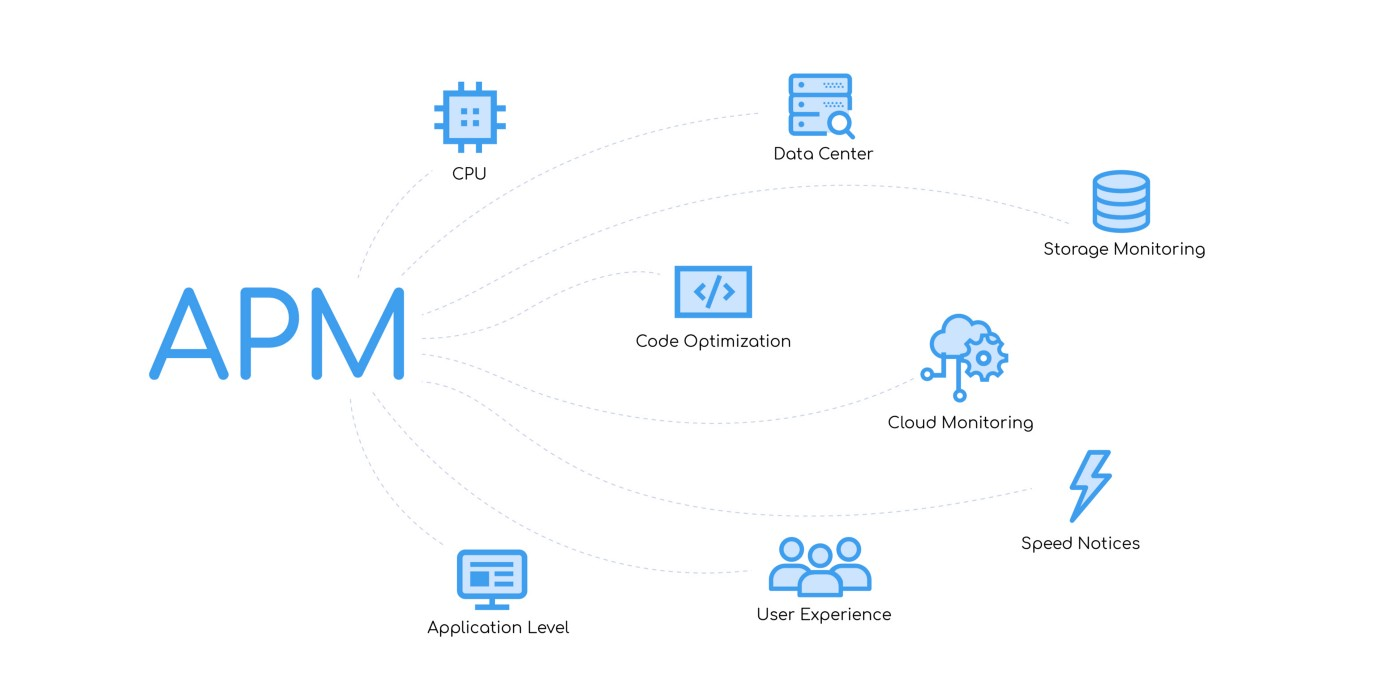 CPU
Data Center
Storage Monitoring
APM
Code Optimization
Cloud Monitoring
Speed Notices
User Experience
Application Level